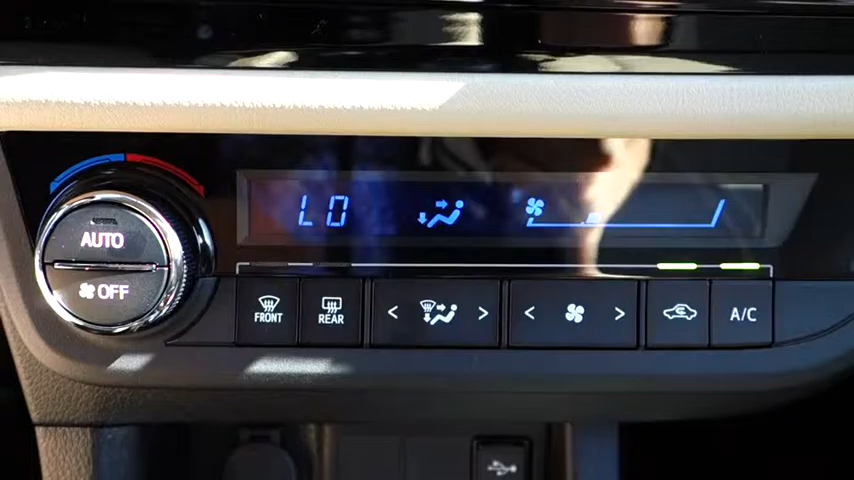 LO
AUTO
OFF
FRONT
REAR
< >
< >
A/C